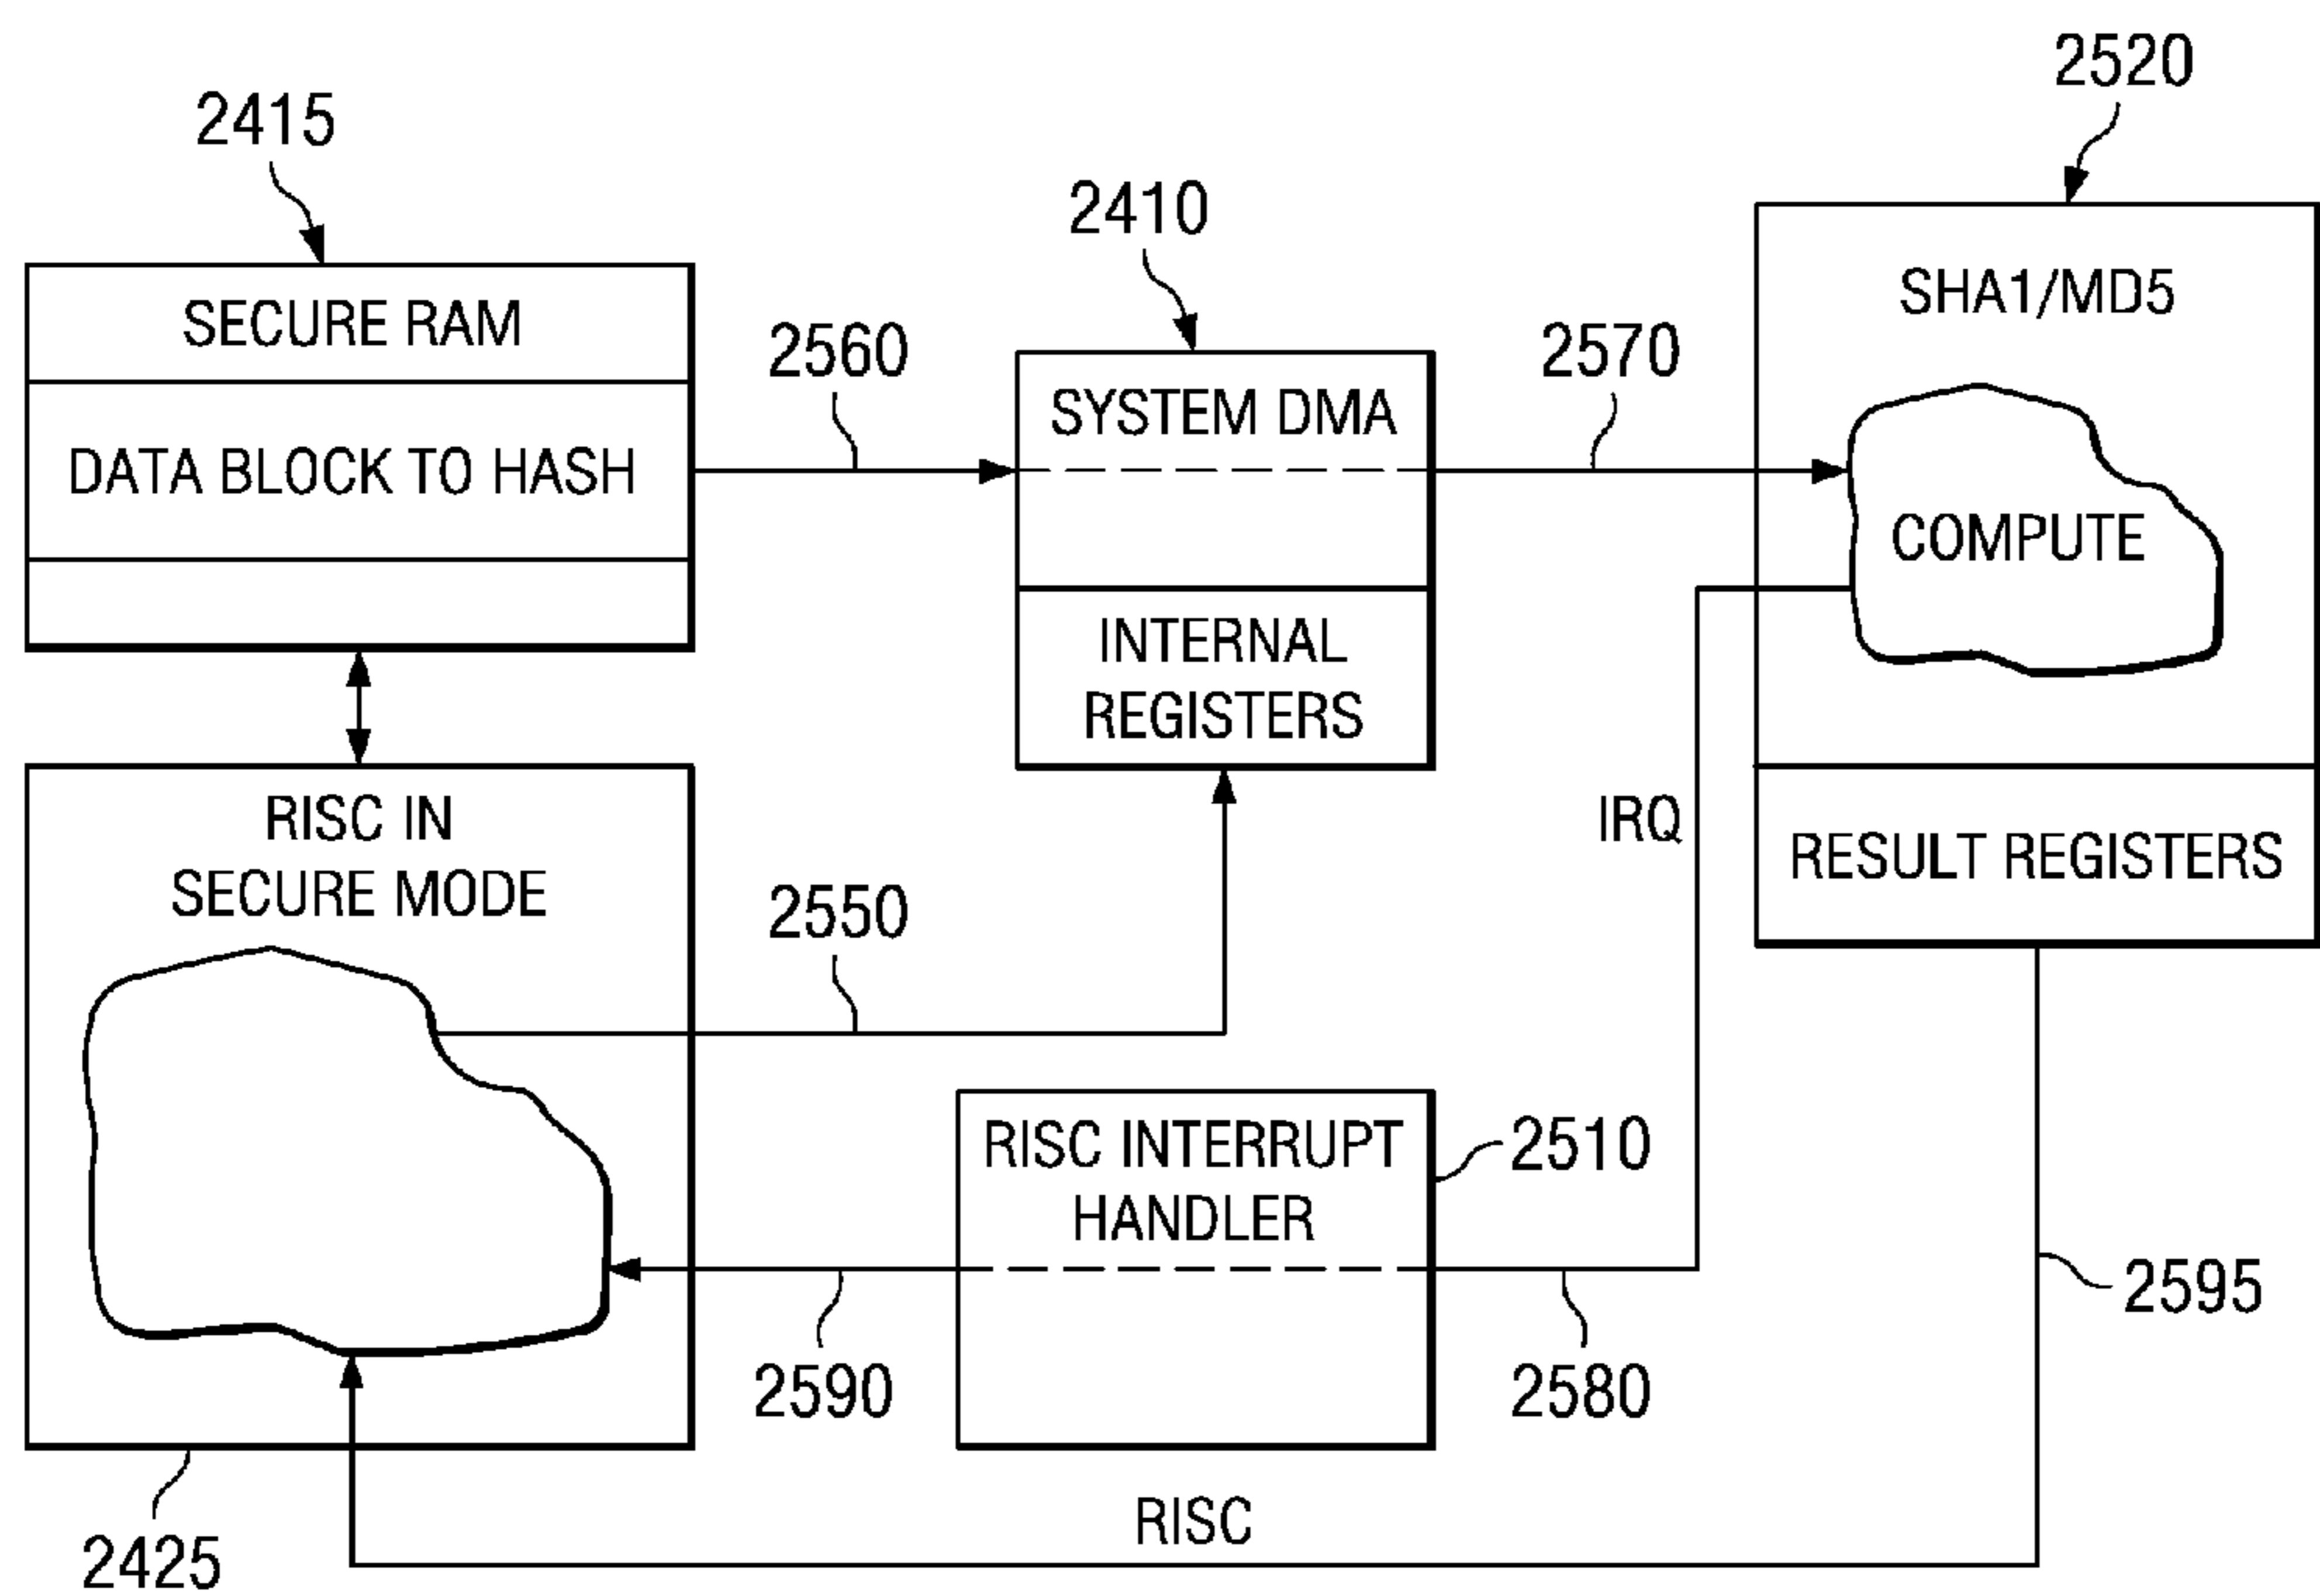 2520
2415
2410
SECURE RAM
SHA1/MD5
2560
2570
SYSTEM DMA
DATA BLOCK TO HASH
COMPUTE
INTERNAL
REGISTERS
RISC IN
SECURE MODE
IRQ
RESULT REGISTERS
2550
RISC INTERRUPT
HANDLER
2510
2595
2590
2580
RISC
2425